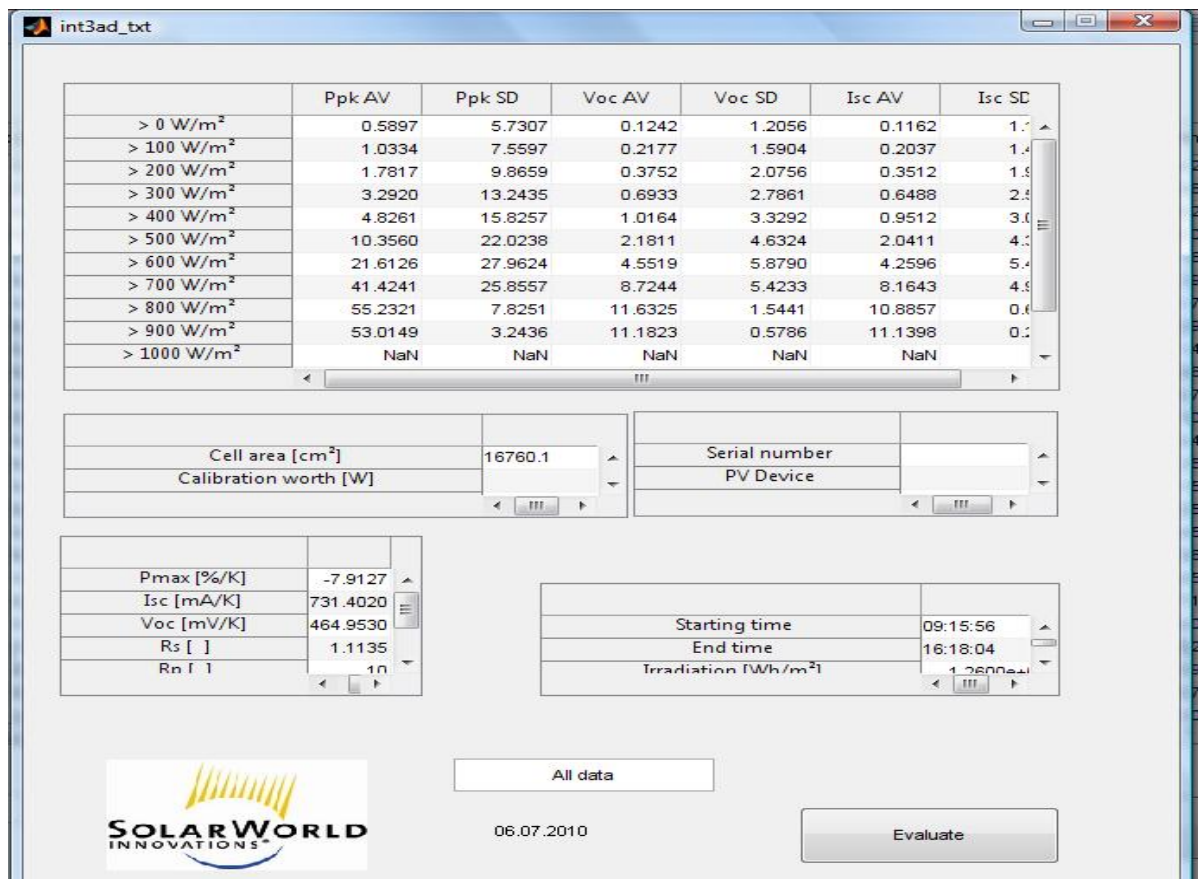 int3ad_txt
Ppk AV Ppk SD Voc AV Voc SD Isc AV Isc SD
> 0 W/m² 0.5897 5.7307 0.1242 1.2056 0.1162
> 100 W/m² 1.0334 7.5597 0.2177 1.5904 0.2037
> 200 W/m² 1.7817 9.8659 0.3752 2.0756 0.3512
> 300 W/m² 3.2920 13.2435 0.6933 2.7861 0.6488
> 400 W/m² 4.8261 15.8257 1.0164 3.3292 0.9512
> 500 W/m² 10.3560 22.0238 2.1811 4.6324 2.0411
> 600 W/m² 21.6126 27.9624 4.5519 5.8790 4.2596
> 700 W/m² 41.4241 25.8557 8.7244 5.4233 8.1643
> 800 W/m² 55.2321 7.8251 11.6325 1.5441 10.8857
> 900 W/m² 53.0149 3.2436 11.1823 0.5786 11.1398
> 1000 W/m² NaN NaN NaN NaN NaN
Cell area [cm²] 16760.1
Calibration worth [W]
Serial number
PV Device
Pmax [%/K] -7.9127
Isc [mA/K] 731.4020
Voc [mV/K] 464.9530
Rs [ ] 1.1135
Rp [ ] 10
Starting time 09:15:56
End time 16:18:04
Irradiation [Wh/m²]
All data
SOLARWORLD
INNOVATIONS
06.07.2010
Evaluate